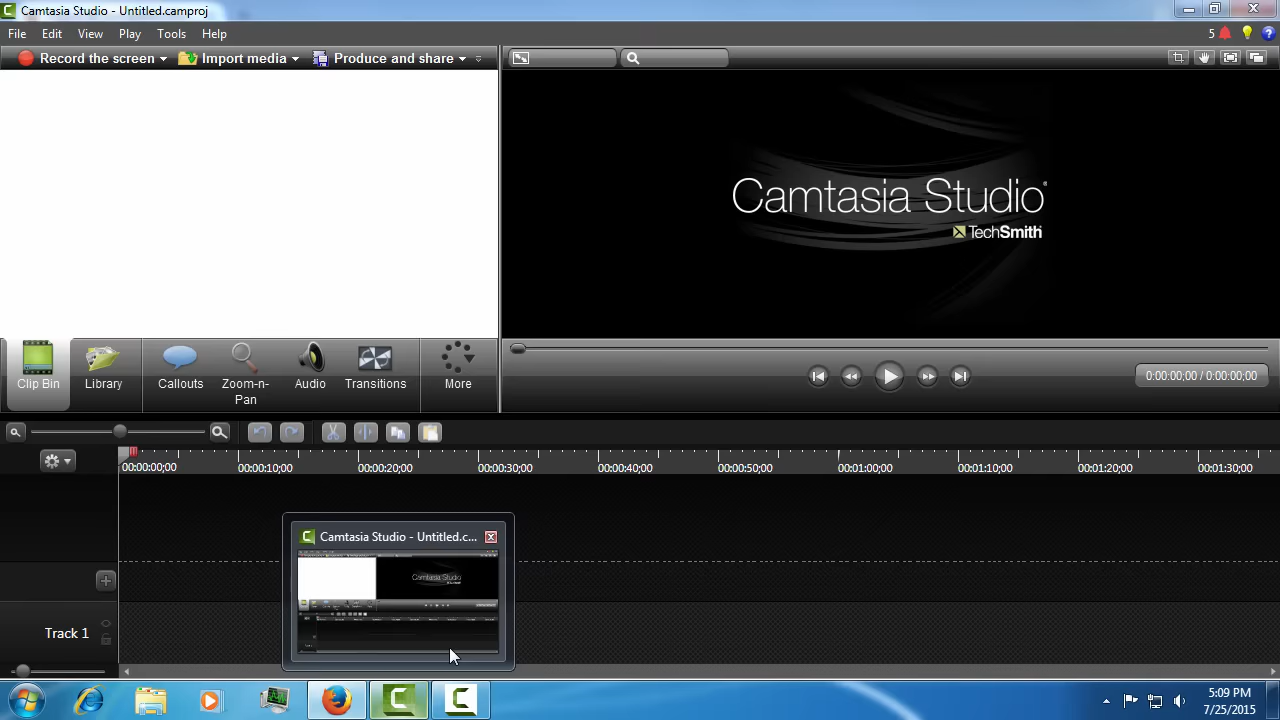 Camtasia Studio - Untitled.camproj
File Edit View Play Tools Help
5
Record the screen Import media Produce and share
Camtasia Studio®
TechSmith
Clip Bin Library Callouts Zoom-n-Pan Audio Transitions More
0:00:00;00 / 0:00:00;00
00:00:00;00 00:00:10;00 00:00:20;00 00:00:30;00 00:00:40;00 00:00:50;00 00:01:00;00 00:01:10;00 00:01:20;00 00:01:30;00
Camtasia Studio - Untitled.c...
Camtasia Studio
Track 1
5:09 PM
7/25/2015